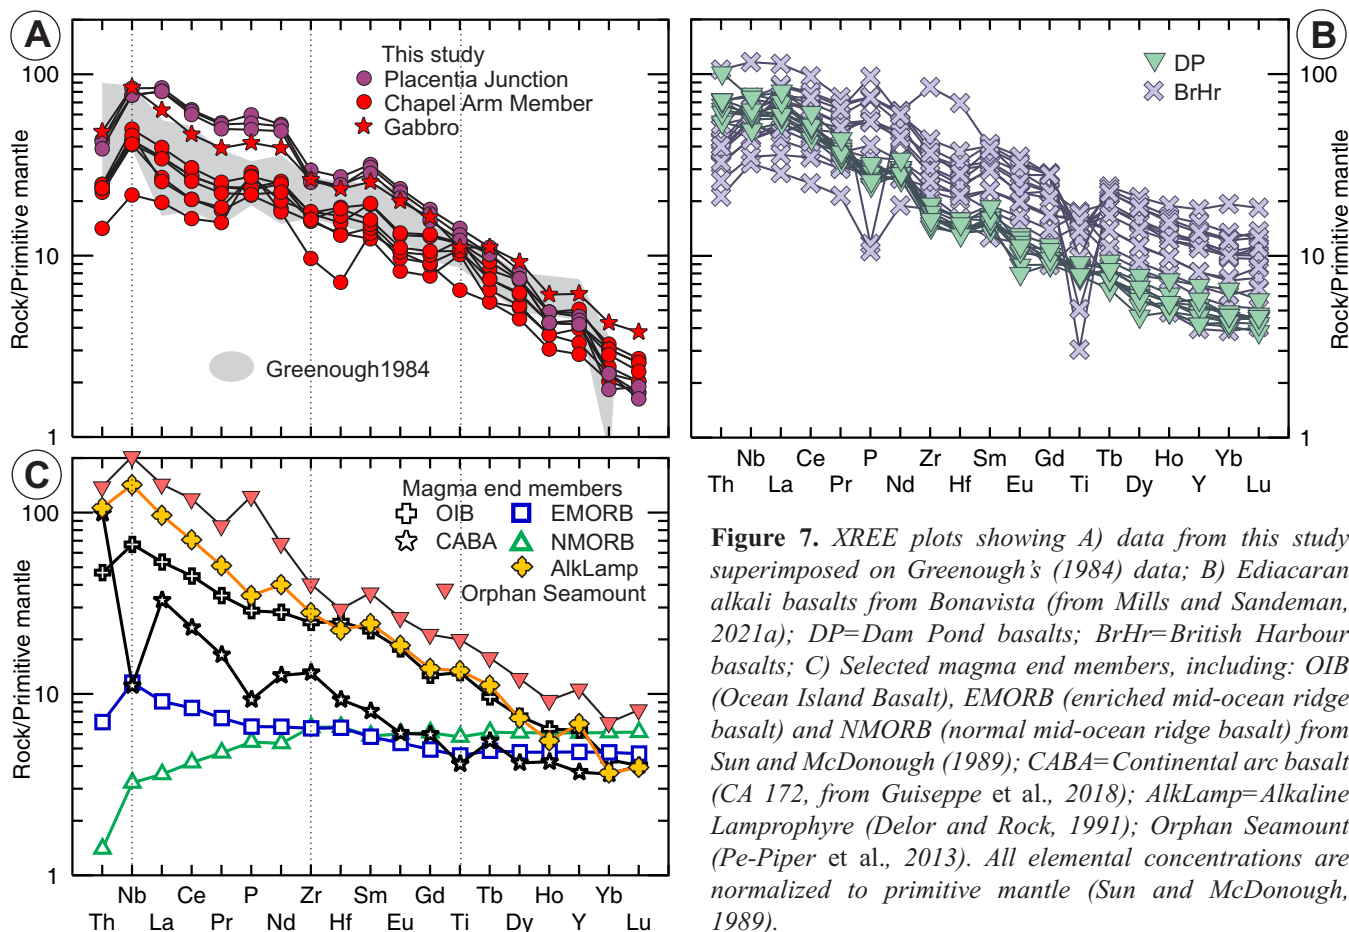 A
This study
Placentia Junction
Chapel Arm Member
Gabbro
Greenough1984
Rock/Primitive mantle
100
10
1
B
DP
BrHr
100
10
1
Rock/Primitive mantle
Nb Ce P Zr Sm Gd Tb Ho Yb
Th La Pr Nd Hf Eu Ti Dy Y Lu
C
Magma end members
OIB EMORB
CABA NMORB
AlkLamp
Orphan Seamount
Rock/Primitive mantle
100
10
1
Nb Ce P Zr Sm Gd Tb Ho Yb
Th La Pr Nd Hf Eu Ti Dy Y Lu
Figure 7. XREE plots showing A) data from this study
superimposed on Greenough's (1984) data; B) Ediacaran
alkali basalts from Bonavista (from Mills and Sandeman,
2021a); DP=Dam Pond basalts; BrHr=British Harbour
basalts; C) Selected magma end members, including: OIB
(Ocean Island Basalt), EMORB (enriched mid-ocean ridge
basalt) and NMORB (normal mid-ocean ridge basalt) from
Sun and McDonough (1989); CABA=Continental arc basalt
(CA 172, from Guiseppe et al., 2018); AlkLamp=Alkaline
Lamprophyre (Delor and Rock, 1991); Orphan Seamount
(Pe-Piper et al., 2013). All elemental concentrations are
normalized to primitive mantle (Sun and McDonough,
1989).